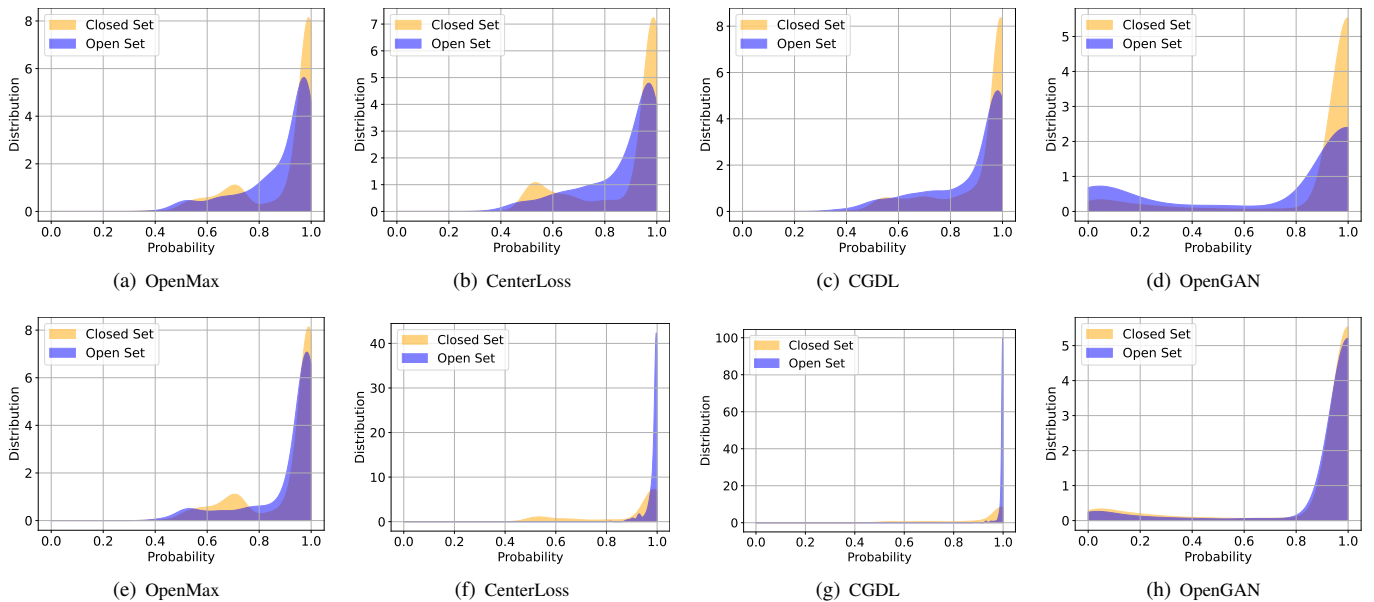 8
6
4
2
0
0.0 0.2 0.4 0.6 0.8 1.0
Distribution
Probability
Closed Set
Open Set
(a) OpenMax
7
6
5
4
3
2
1
0
0.0 0.2 0.4 0.6 0.8 1.0
Distribution
Probability
Closed Set
Open Set
(b) CenterLoss
8
6
4
2
0
0.0 0.2 0.4 0.6 0.8 1.0
Distribution
Probability
Closed Set
Open Set
(c) CGDL
5
4
3
2
1
0
0.0 0.2 0.4 0.6 0.8 1.0
Distribution
Probability
Closed Set
Open Set
(d) OpenGAN
8
6
4
2
0
0.0 0.2 0.4 0.6 0.8 1.0
Distribution
Probability
Closed Set
Open Set
(e) OpenMax
40
30
20
10
0
0.0 0.2 0.4 0.6 0.8 1.0
Distribution
Probability
Closed Set
Open Set
(f) CenterLoss
100
80
60
40
20
0
0.0 0.2 0.4 0.6 0.8 1.0
Distribution
Probability
Closed Set
Open Set
(g) CGDL
5
4
3
2
1
0
0.0 0.2 0.4 0.6 0.8 1.0
Distribution
Probability
Closed Set
Open Set
(h) OpenGAN